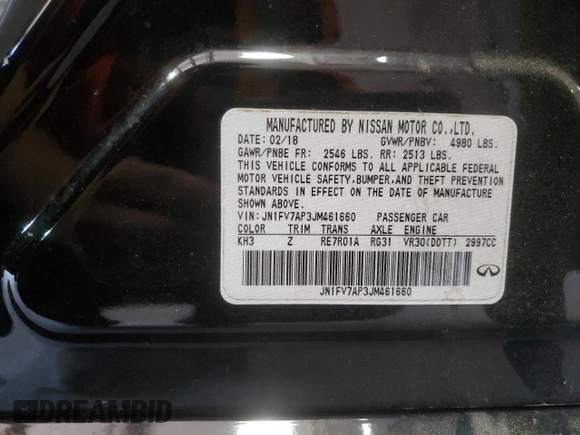 MANUFACTURED BY NISSAN MOTOR CO.,LTD.
DATE: 02/18 GVWR/PNBV: 4980 LBS.
GAWR/PNBE FR: 2546 LBS. RR: 2513 LBS.
THIS VEHICLE CONFORMS TO ALL APPLICABLE FEDERAL
MOTOR VEHICLE SAFETY,BUMPER,AND THEFT PREVENTION
STANDARDS IN EFFECT ON THE DATE OF MANUFACTURE
SHOWN ABOVE.
VIN: JN1FV7AP3JM461660 PASSENGER CAR
COLOR TRIM TRANS AXLE ENGINE
KH3 Z RE7R01A RG31 VR30(DDTT) 2997CC
JN1FV7AP3JM461660
DREAMBID